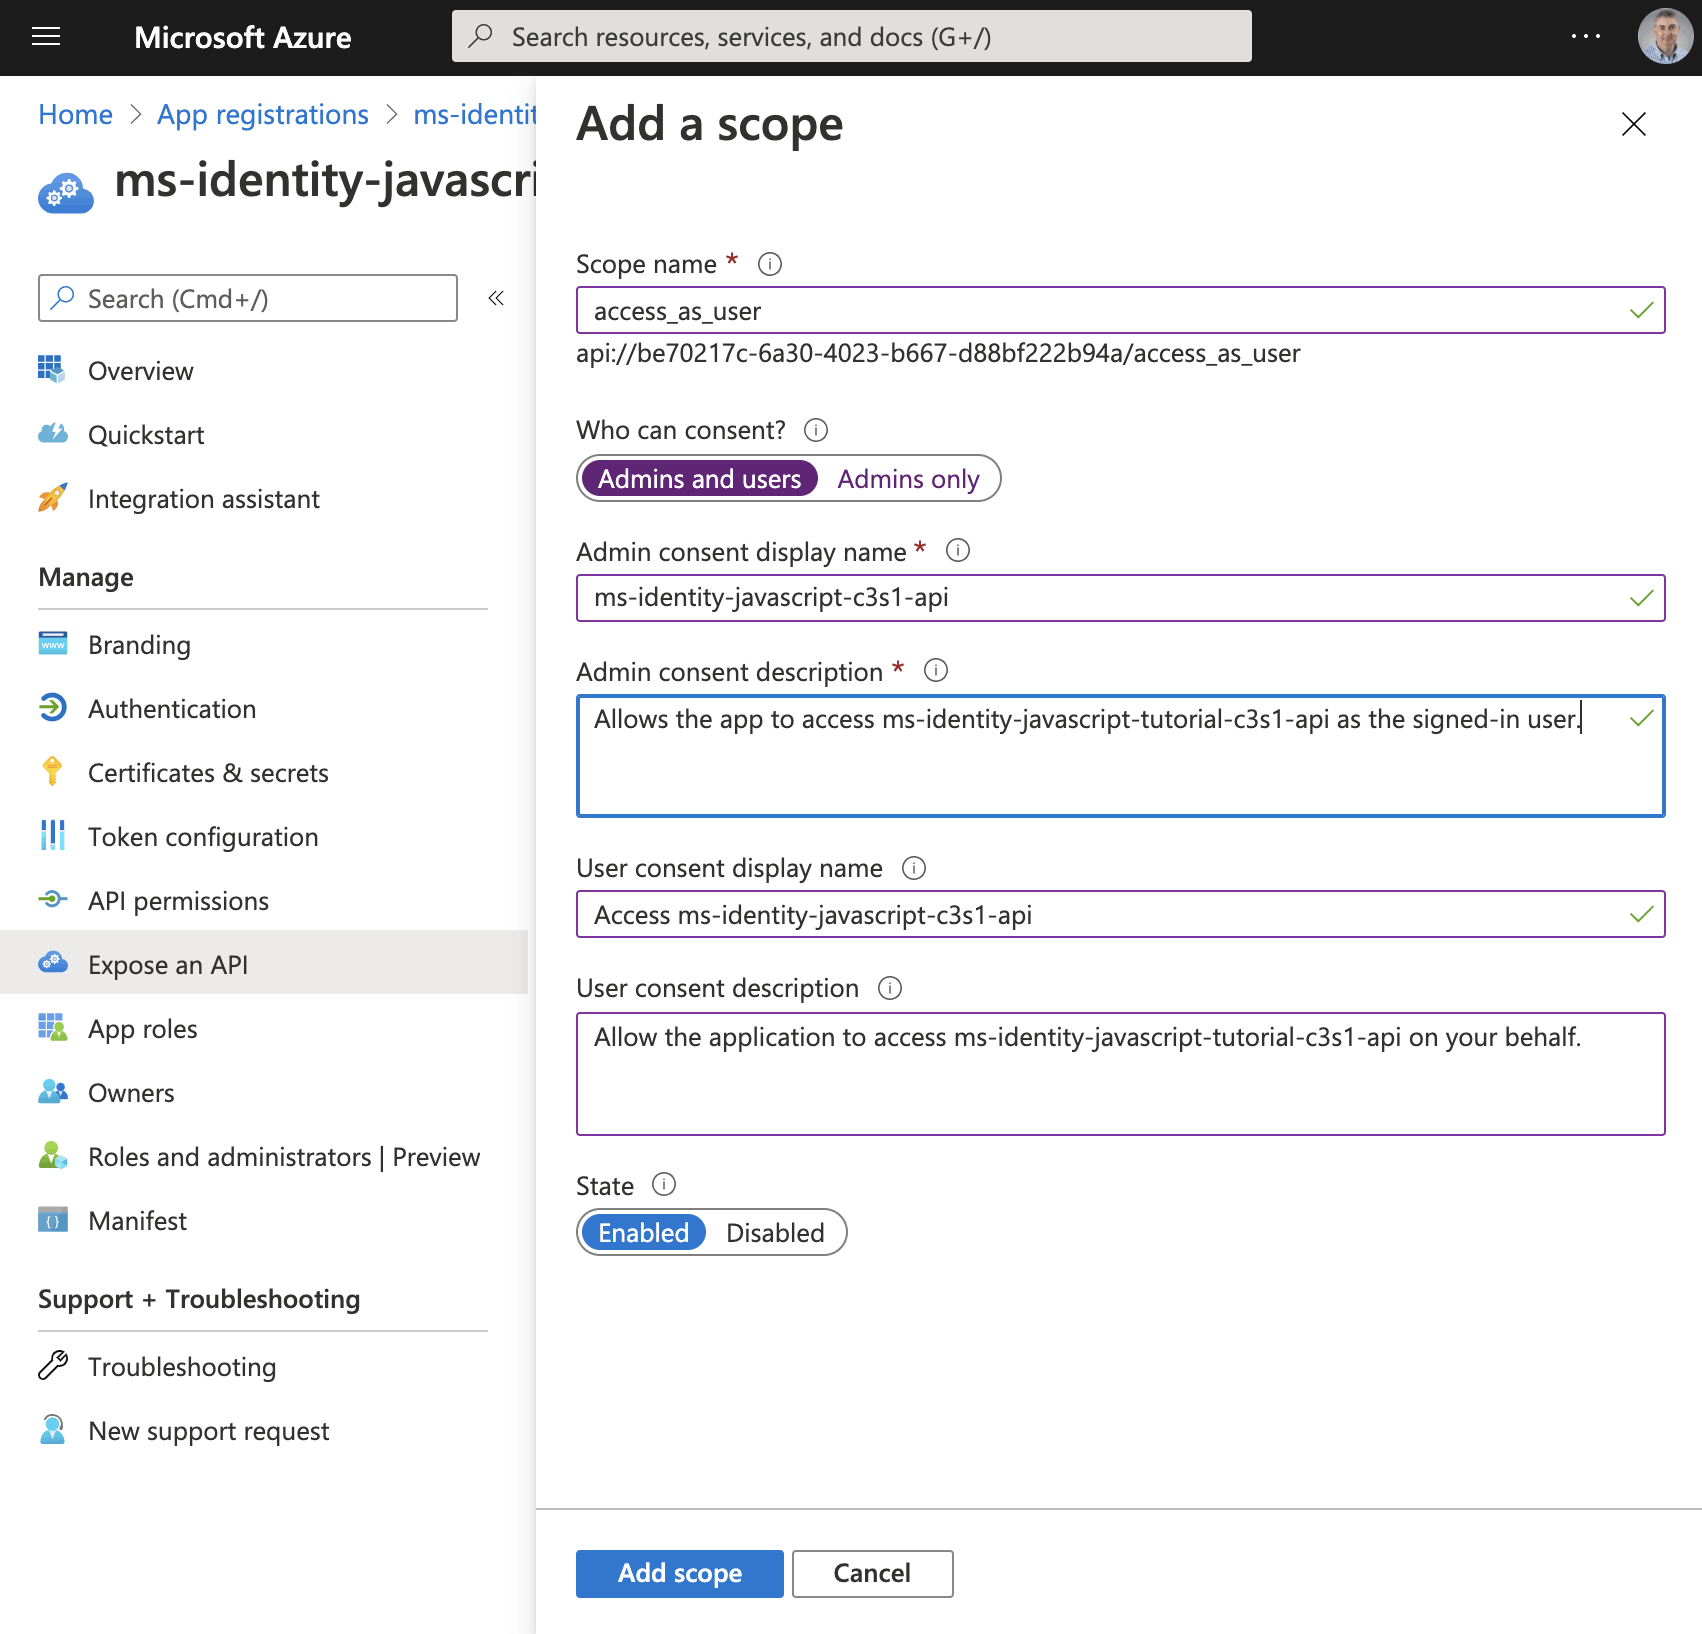 Microsoft Azure
Search resources, services, and docs (G+/)
Home > App registrations > ms-identit
ms-identity-javascri
Search (Cmd+/)
«
Overview
Quickstart
Integration assistant
Manage
Branding
Authentication
Certificates & secrets
Token configuration
API permissions
Expose an API
App roles
Owners
Roles and administrators | Preview
Manifest
Support + Troubleshooting
Troubleshooting
New support request
Add a scope
Scope name *
access_as_user
api://be70217c-6a30-4023-b667-d88bf222b94a/access_as_user
Who can consent?
Admins and users Admins only
Admin consent display name *
ms-identity-javascript-c3s1-api
Admin consent description *
Allows the app to access ms-identity-javascript-tutorial-c3s1-api as the signed-in user.
User consent display name
Access ms-identity-javascript-c3s1-api
User consent description
Allow the application to access ms-identity-javascript-tutorial-c3s1-api on your behalf.
State
Enabled Disabled
Add scope Cancel